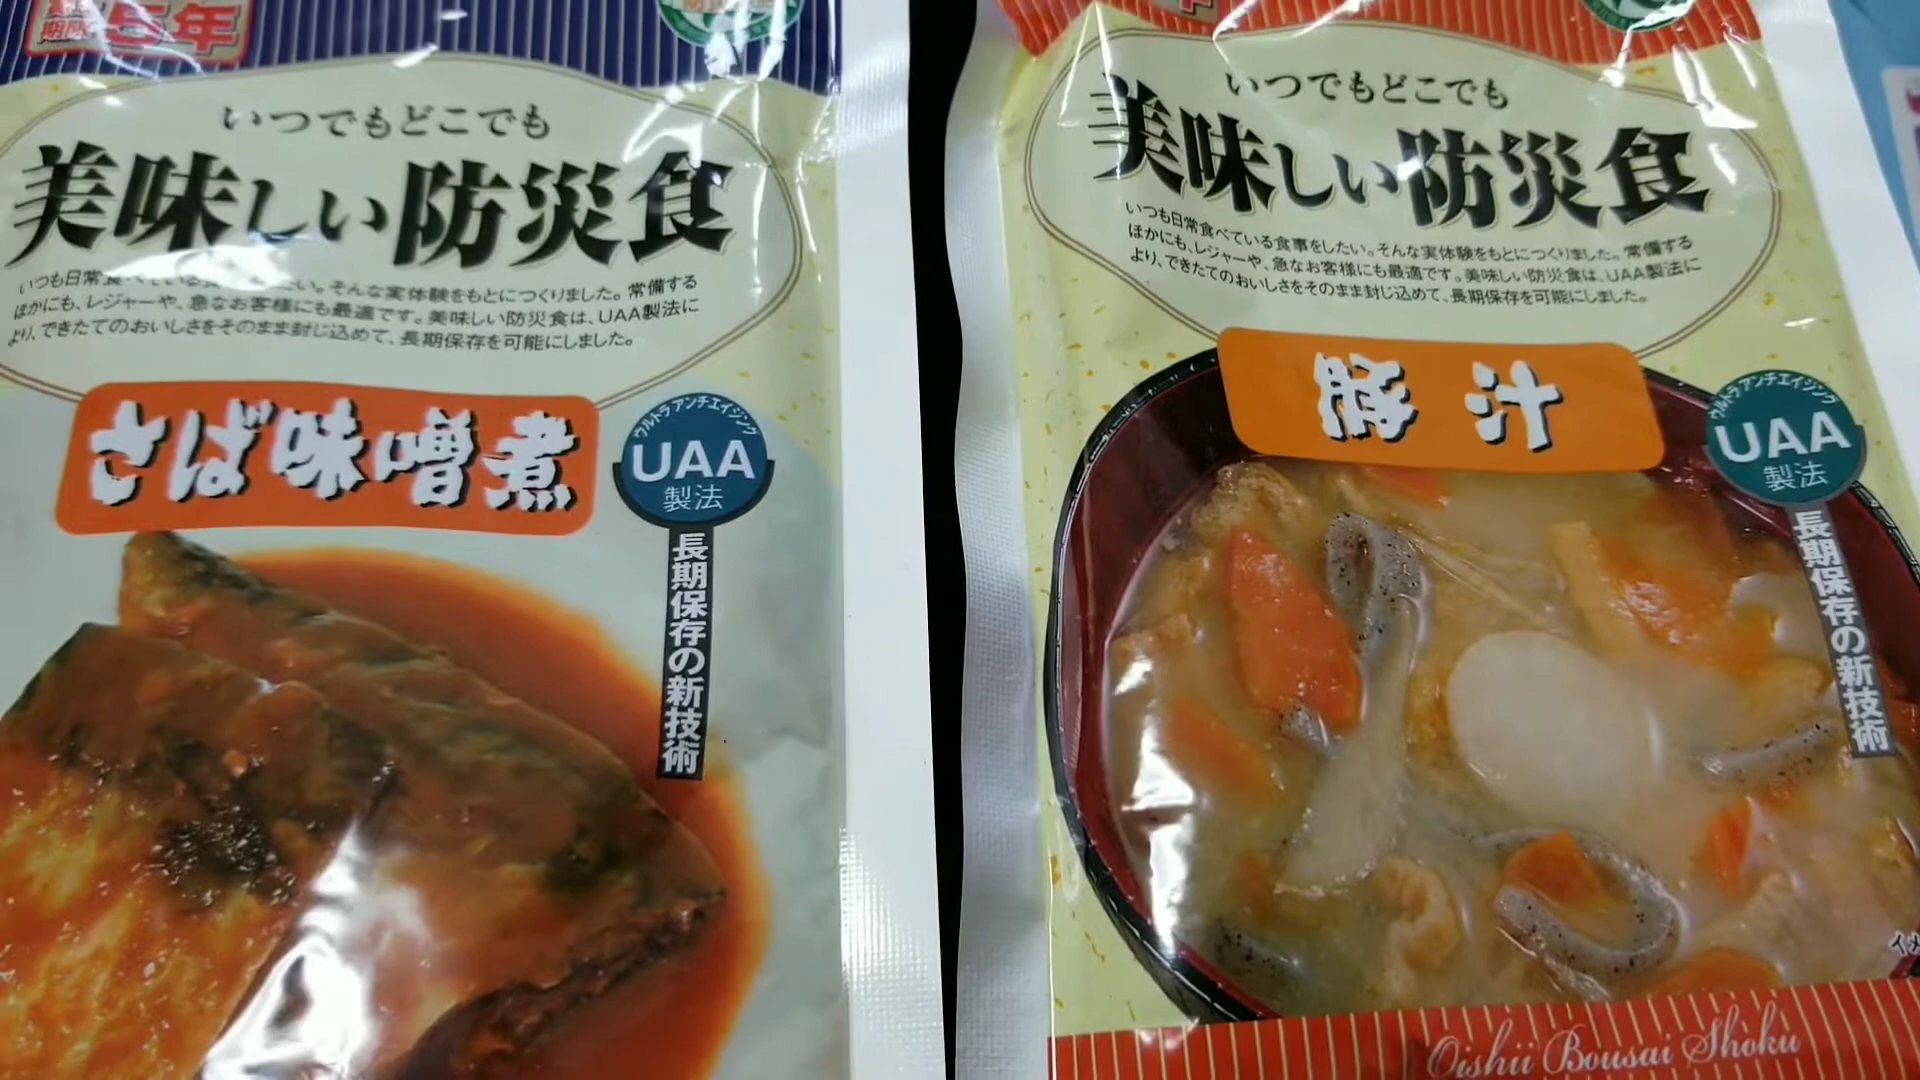 期限 5年
いつでもどこでも
美味しい防災食
ほかにも、レジャーや、急なお客様にも最適です。美味しい防災食は、UAA製法に
より、できたてのおいしさをそのまま封じ込めて、長期保存を可能にしました。
さば味噌煮
ウルトラアンチエイジング
UAA
製法
長期保存の新技術
いつでもどこでも
美味しい防災食
いつも日常食べている食事をしたい。そんな実体験をもとにつくりました。常備する
ほかにも、レジャーや、急なお客様にも最適です。美味しい防災食は、UAA製法に
より、できたてのおいしさをそのまま封じ込めて、長期保存を可能にしました。
豚汁
ウルトラアンチエイジング
UAA
製法
長期保存の新技術
Oishii Bousai Shoku